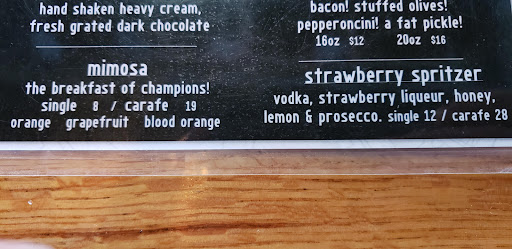 hand shaken heavy cream,
fresh grated dark chocolate
mimosa
the breakfast of champions!
single 8 / carafe 19
orange grapefruit blood orange
bacon! stuffed olives!
pepperoncini! a fat pickle!
16oz $12 20oz $16
strawberry spritzer
vodka, strawberry liqueur, honey,
lemon & prosecco. single 12 / carafe 28